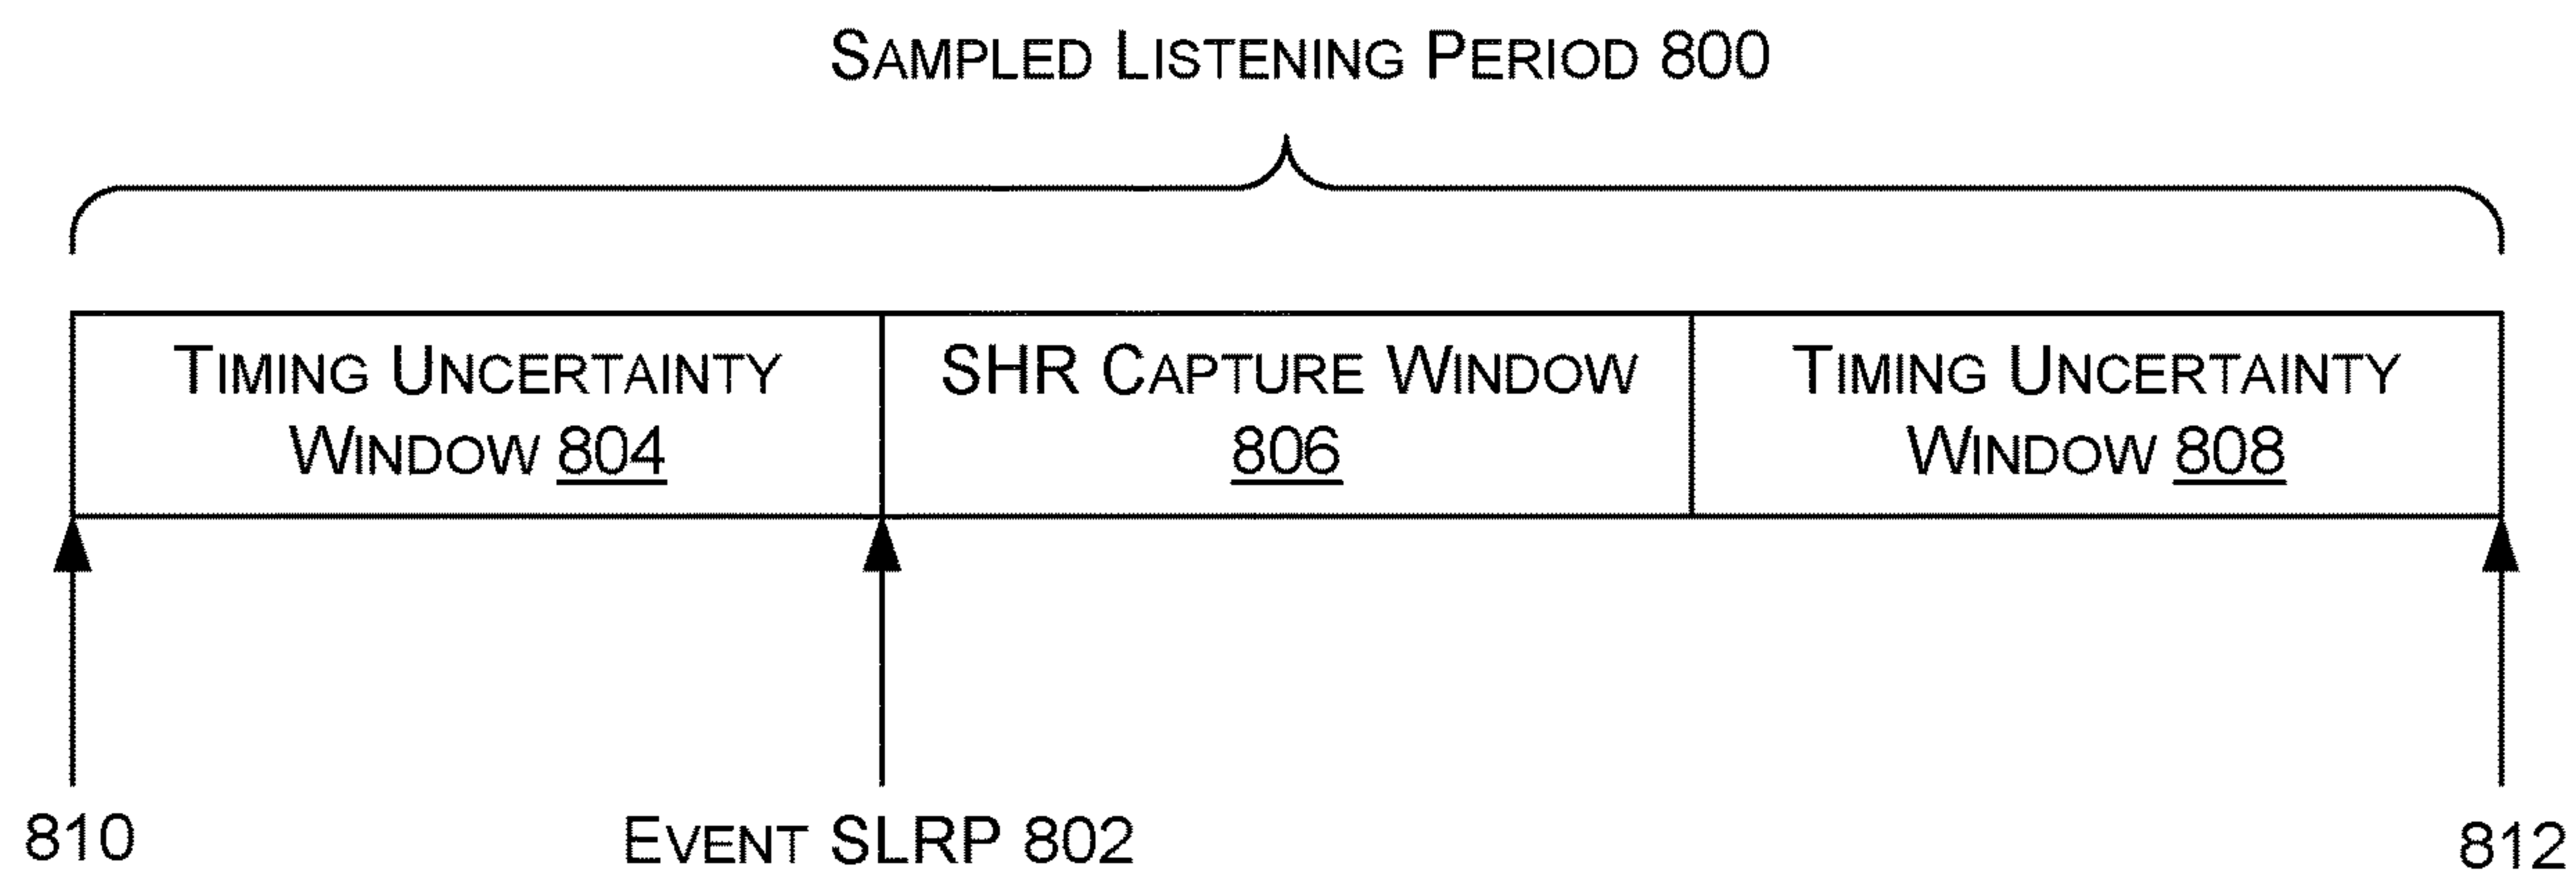 SAMPLED LISTENING PERIOD 800
TIMING UNCERTAINTY
WINDOW 804
SHR CAPTURE WINDOW
806
TIMING UNCERTAINTY
WINDOW 808
810
EVENT SLRP 802
812